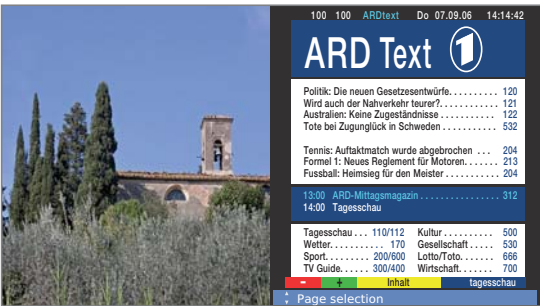 100 100 ARDtext Do 07.09.06 14:14:42
ARD Text 1
Politik: Die neuen Gesetzesentwürfe. . . . . . . . . . 120
Wird auch der Nahverkehr teurer?. . . . . . . . . . . . 121
Australien: Keine Zugeständnisse . . . . . . . . . . . . 122
Tote bei Zugunglück in Schweden . . . . . . . . . . . 532
Tennis: Auftaktmatch wurde abgebrochen . . . 204
Formel 1: Neues Reglement für Motoren. . . . . . . 213
Fussball: Heimsieg für den Meister . . . . . . . . . . . 204
13:00 ARD-Mittagsmagazin . . . . . . . . . . . . . . . . 312
14:00 Tagesschau
Tagesschau . . . 110/112 Kultur . . . . . . . . 500
Wetter. . . . . . . . . . 170 Gesellschaft . . . . . 530
Sport. . . . . . . . 200/600 Lotto/Toto. . . . . . . 666
TV Guide. . . . . . 300/400 Wirtschaft. . . . . . . 700
- + Inhalt tagesschau
Page selection